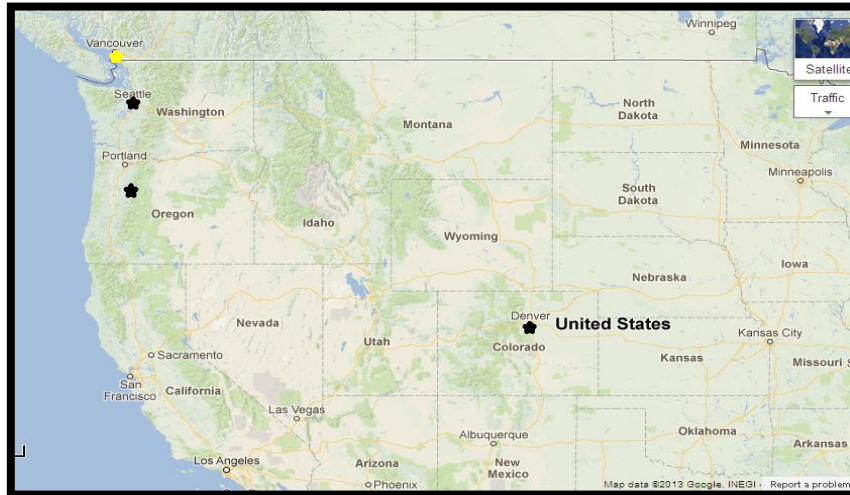 Winnipeg
Vancouver
Satellite
Seattle
Traffic
Washington
North
Dakota
Montana
Minnesota
Portland
Minneapolis
South
Dakota
Oregon
Idaho
Wyoming
Iowa
Nebraska
Denver
United States
Nevada
Kansas City
Utah
Colorado
Sacramento
Kansas
Missouri S
San
Francisco
California
Las Vegas
Oklahoma
Albuquerque
Arkansas
Los Angeles
Arizona
New
Mexico
Phoenix
Map data ©2013 Google, INEGI - Report a problem